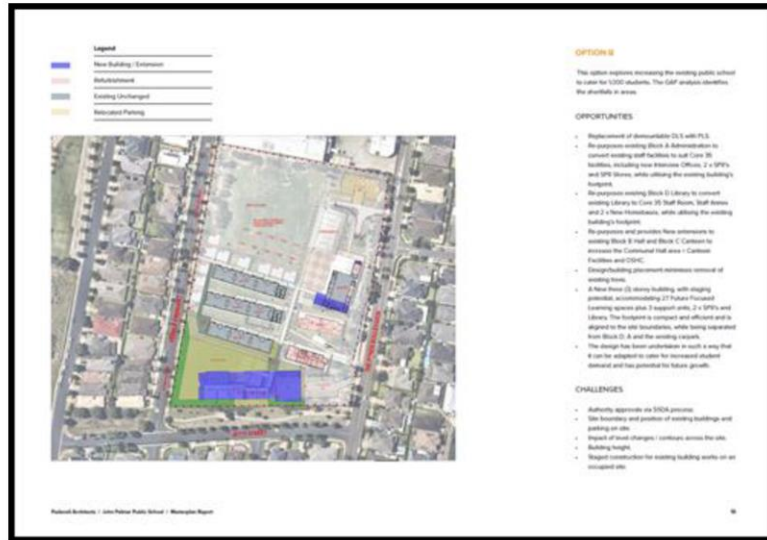 Legend
New Building / Extension
Refurbishment
Existing Unchanged
Relocated Parking
OPTION B
This option explores increasing the existing public school
to cater for 1,000 students. The GAP analysis identifies
the shortfalls in areas.
OPPORTUNITIES
• Replacement of demountable DLS with PLS.
• Re-purposes existing Block A Administration to
convert existing staff facilities to suit Core 35
facilities, including new Interview Offices, 2 x SPR's
and SPR Stores, while utilising the existing building's
footprint.
• Re-purposes existing Block D Library to convert
existing Library to Core 35 Staff Room, Staff Annex
and 2 x New Homebases, while utilising the existing
building's footprint.
• Re-purposes and provides New extensions to
existing Block B Hall and Block C Canteen to
increase the Communal Hall area + Canteen
Facilities and OSHC.
• Design/building placement minimises removal of
existing trees.
• A New three (3) storey building, with staging
potential, accommodating 27 Future Focused
Learning spaces plus 3 support units, 2 x SPR's and
Library. The footprint is compact and efficient and is
aligned to the site boundaries, while being separated
from Block D, A and the existing carpark.
• The design has been undertaken in such a way that
it can be adapted to cater for increased student
demand and has potential for future growth.
CHALLENGES
• Authority approvals via SSDA process.
• Site boundary and position of existing buildings and
parking on site.
• Impact of level changes / contours across the site.
• Building height.
• Staged construction for existing building works on an
occupied site.
Architects / John Palmer Public School / Masterplan Report